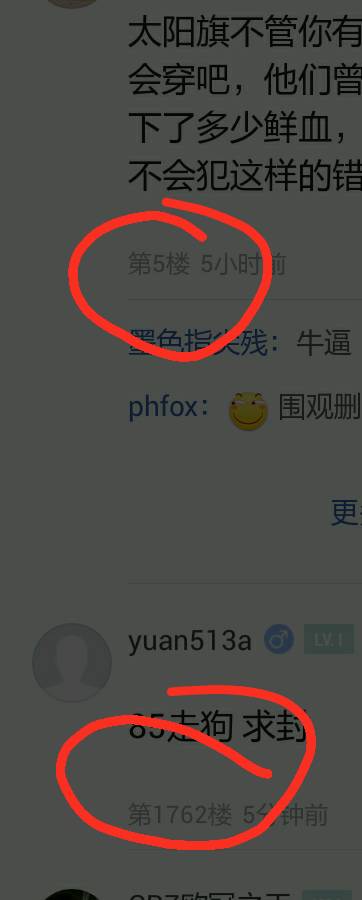 太阳旗不管你有
会穿吧，他们曾
下了多少鲜血，
不会犯这样的错
第5楼 5小时前
墨色指尖残：牛逼
phfox： 围观删
更
yuan513a LV.1
85走狗 求封
第1762楼 5分钟前